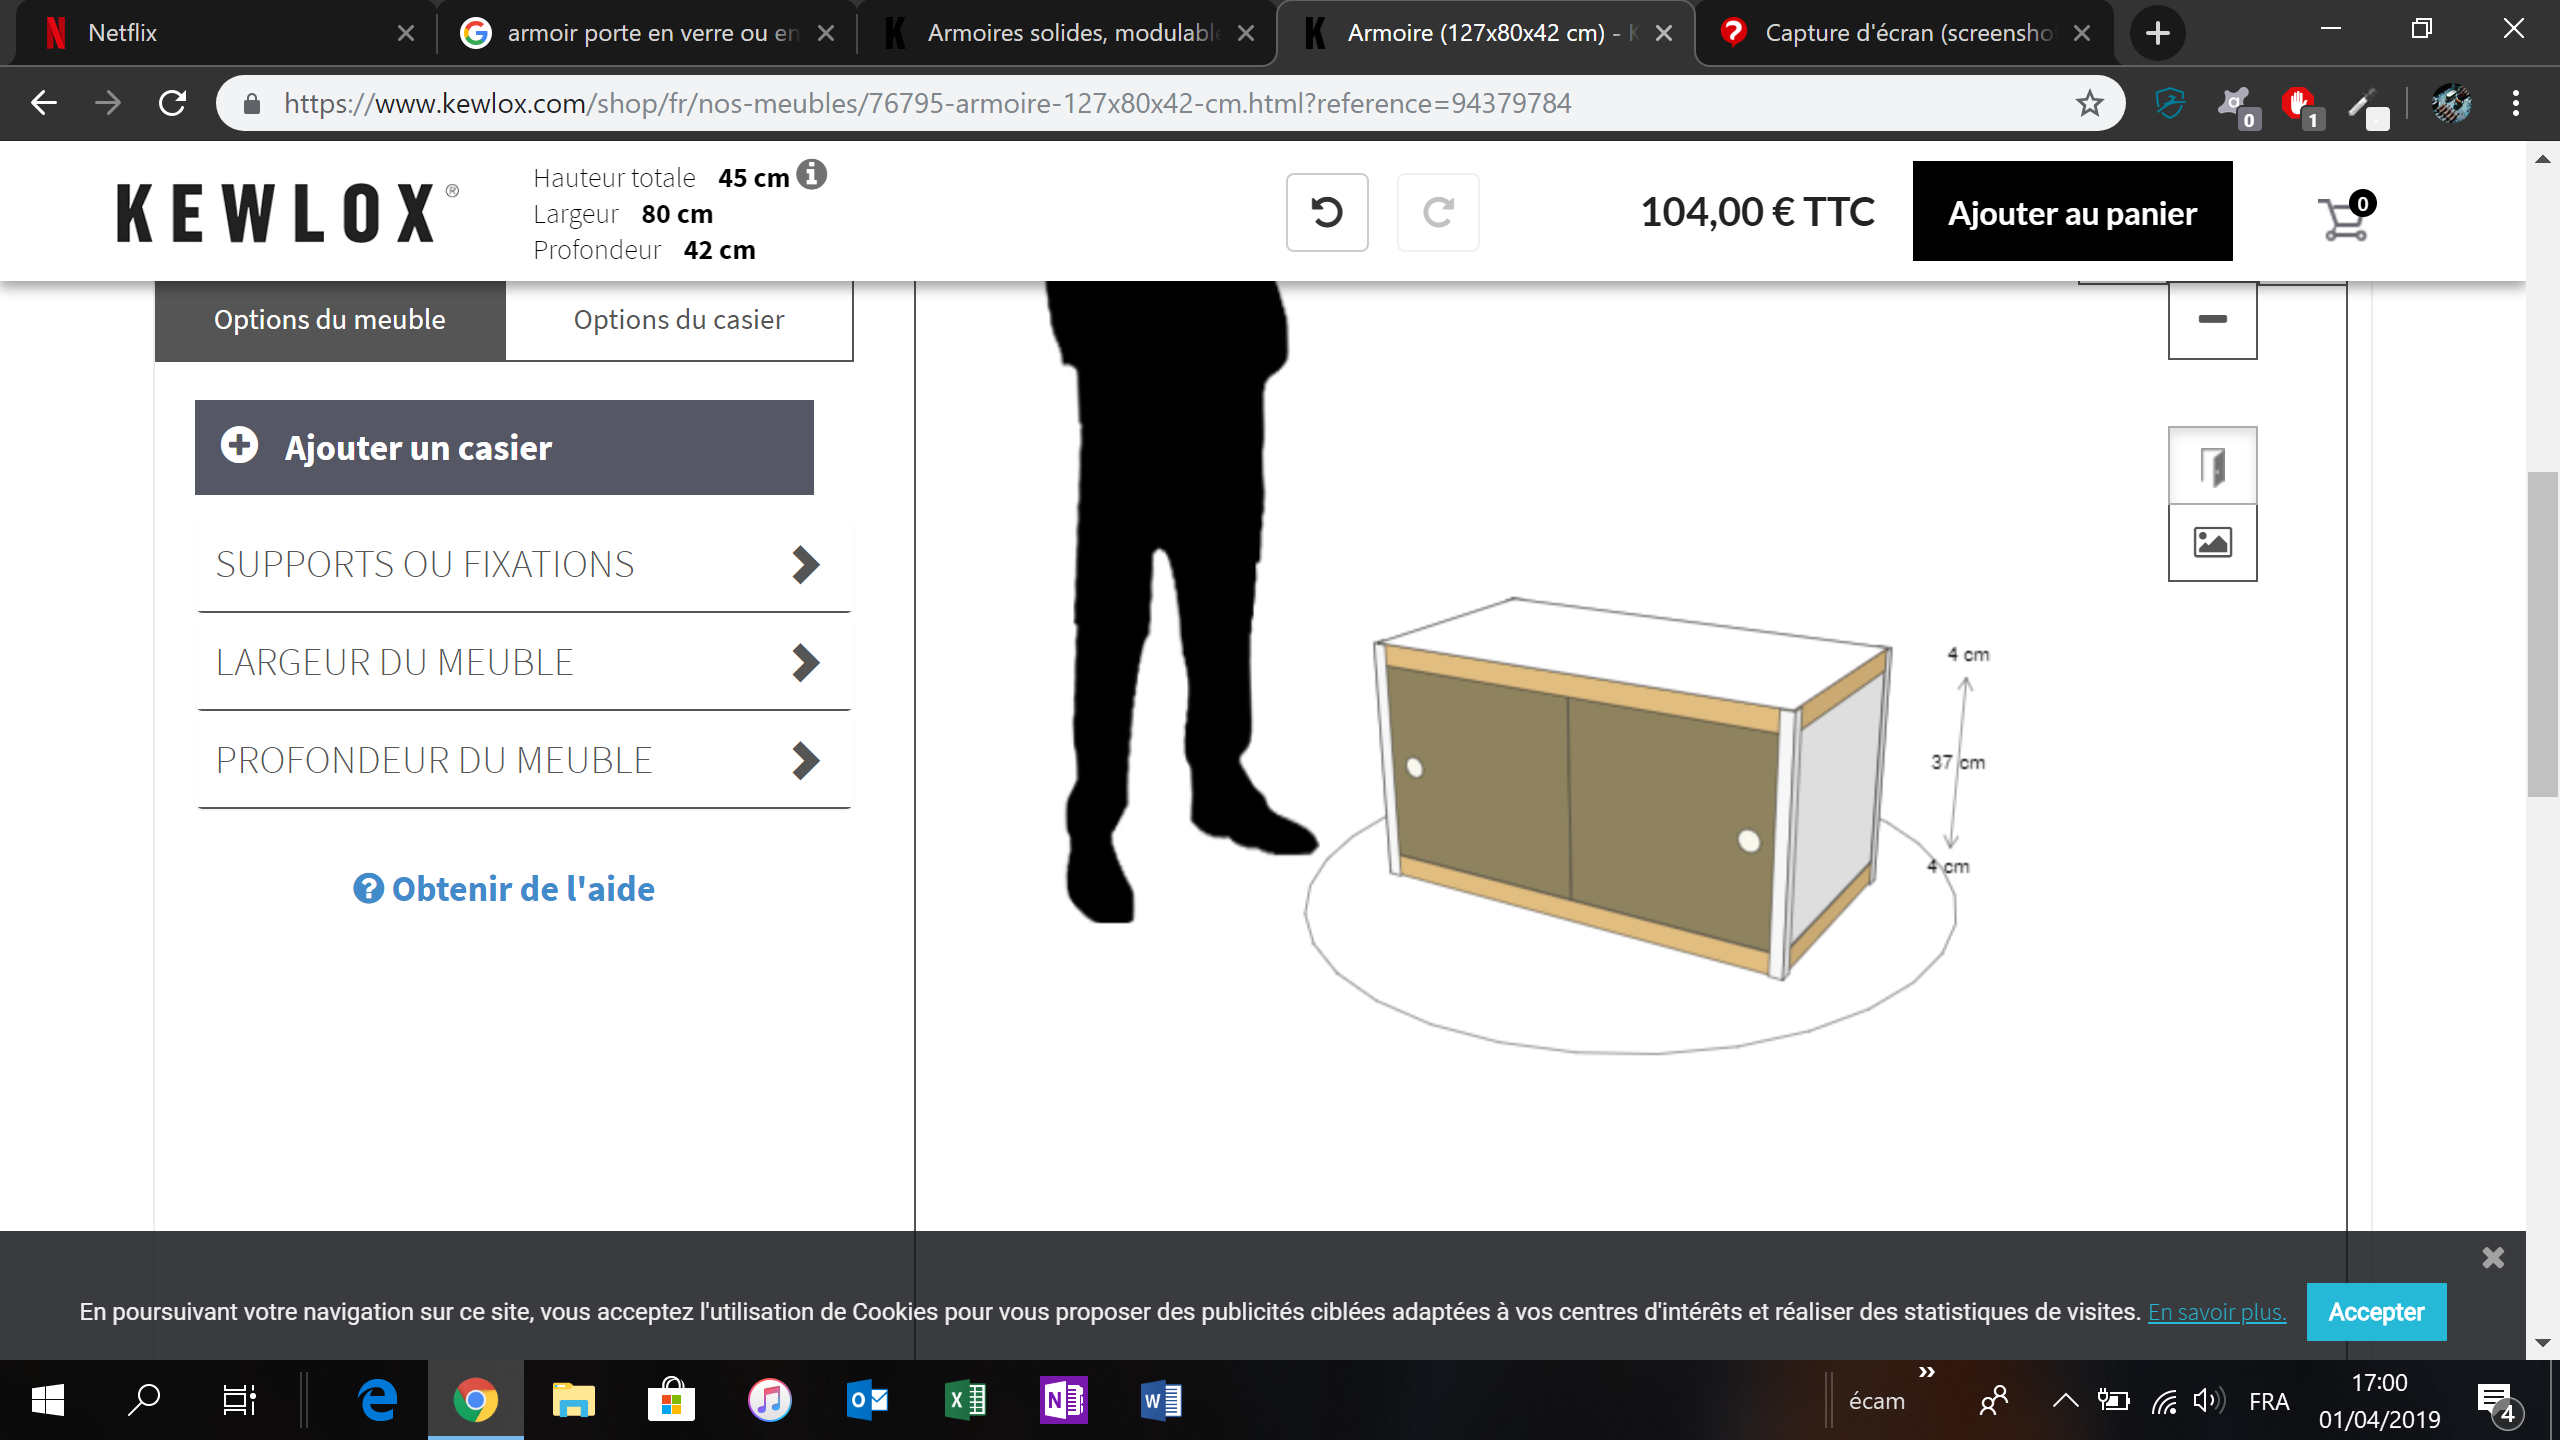 Netflix
armoir porte en verre ou en
Armoires solides, modulable
Armoire (127x80x42 cm) - K
Capture d'écran (screensho
https://www.kewlox.com/shop/fr/nos-meubles/76795-armoire-127x80x42-cm.html?reference=94379784
0
1
KEWLOX®
Hauteur totale 45 cm
Largeur 80 cm
Profondeur 42 cm
104,00 € TTC
Ajouter au panier
0
Options du meuble
Options du casier
Ajouter un casier
SUPPORTS OU FIXATIONS
LARGEUR DU MEUBLE
PROFONDEUR DU MEUBLE
Obtenir de l'aide
4 cm
37 cm
4 cm
En poursuivant votre navigation sur ce site, vous acceptez l'utilisation de Cookies pour vous proposer des publicités ciblées adaptées à vos centres d'intérêts et réaliser des statistiques de visites. En savoir plus.
Accepter
écam
FRA
17:00
01/04/2019
4